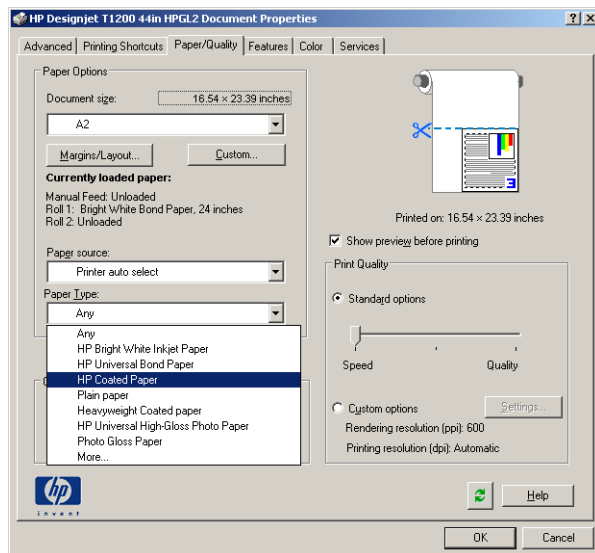 HP Designjet T1200 44in HPGL2 Document Properties
Advanced
Printing Shortcuts
Paper/Quality
Features
Color
Services
Paper Options
Document size:
16.54 × 23.39 inches
A2
Margins/Layout...
Custom...
Currently loaded paper:
Manual Feed: Unloaded
Roll 1: Bright White Bond Paper, 24 inches
Roll 2: Unloaded
Paper source:
Printer auto select
Paper Type:
Any
Any
HP Bright White Inkjet Paper
HP Universal Bond Paper
HP Coated Paper
Plain paper
Heavyweight Coated paper
HP Universal High-Gloss Photo Paper
Photo Gloss Paper
More...
3
Printed on: 16.54 × 23.39 inches
Show preview before printing
Print Quality
Standard options
Speed
Quality
Custom options
Settings...
Rendering resolution (ppi): 600
Printing resolution (dpi): Automatic
hp
invent
Help
OK
Cancel